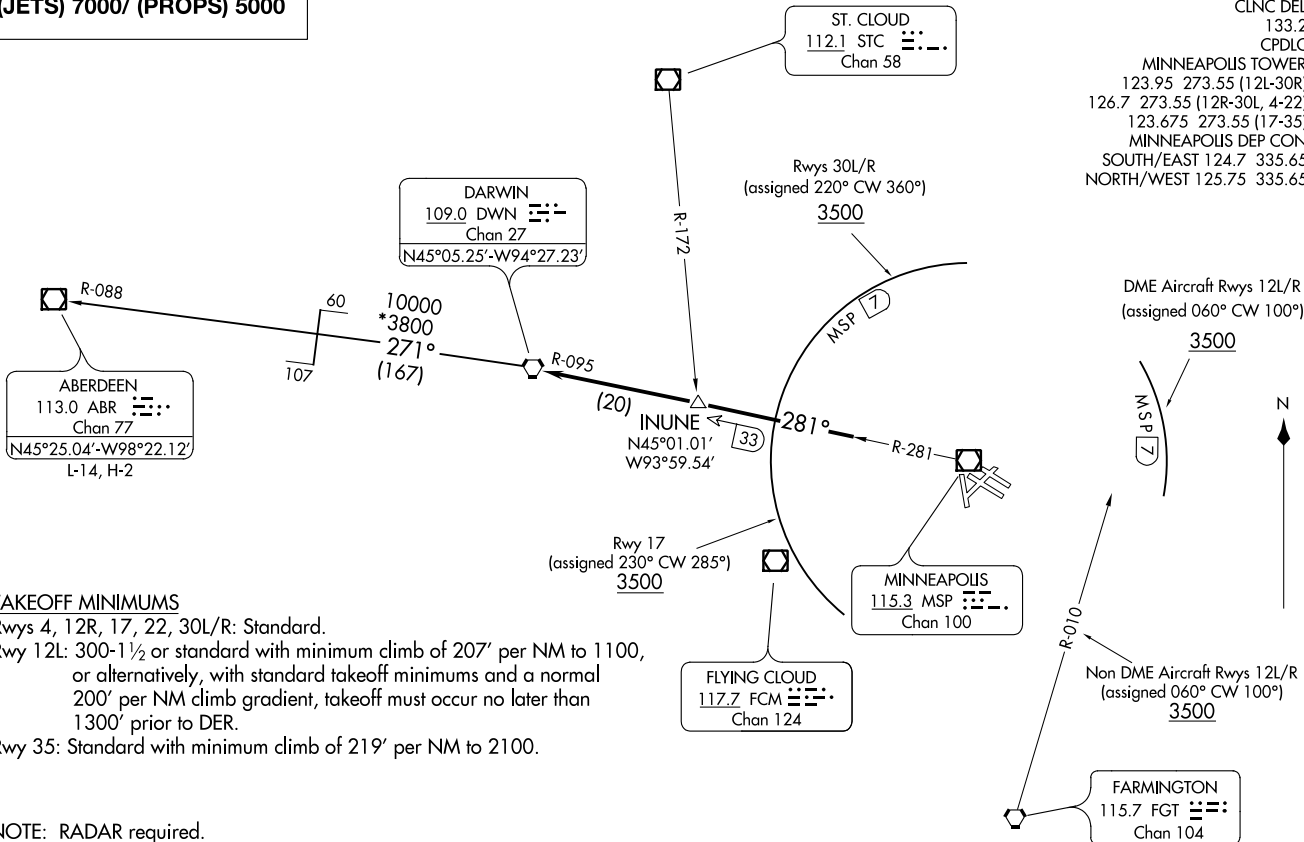 (JETS) 7000/ (PROPS) 5000
CLNC DEL
133.2
CPDLC
MINNEAPOLIS TOWER
123.95 273.55 (12L-30R)
126.7 273.55 (12R-30L, 4-22)
123.675 273.55 (17-35)
MINNEAPOLIS DEP CON
SOUTH/EAST 124.7 335.65
NORTH/WEST 125.75 335.65
ST. CLOUD
112.1 STC
Chan 58
R-172
Rwys 30L/R
(assigned 220° CW 360°)
3500
MSP 7
DARWIN
109.0 DWN
Chan 27
N45°05.25'-W94°27.23'
DME Aircraft Rwys 12L/R
(assigned 060° CW 100°)
3500
MSP 7
N
R-088
60
107
10000
*3800
271°
(167)
R-095
(20)
ABERDEEN
113.0 ABR
Chan 77
N45°25.04'-W98°22.12'
L-14, H-2
INUNE
N45°01.01'
W93°59.54'
33
281°
R-281
Rwy 17
(assigned 230° CW 285°)
3500
MINNEAPOLIS
115.3 MSP
Chan 100
FLYING CLOUD
117.7 FCM
Chan 124
R-010
Non DME Aircraft Rwys 12L/R
(assigned 060° CW 100°)
3500
FARMINGTON
115.7 FGT
Chan 104
AKEOFF MINIMUMS
Rwys 4, 12R, 17, 22, 30L/R: Standard.
Rwy 12L: 300-1½ or standard with minimum climb of 207' per NM to 1100,
or alternatively, with standard takeoff minimums and a normal
200' per NM climb gradient, takeoff must occur no later than
1300' prior to DER.
Rwy 35: Standard with minimum climb of 219' per NM to 2100.
NOTE: RADAR required.